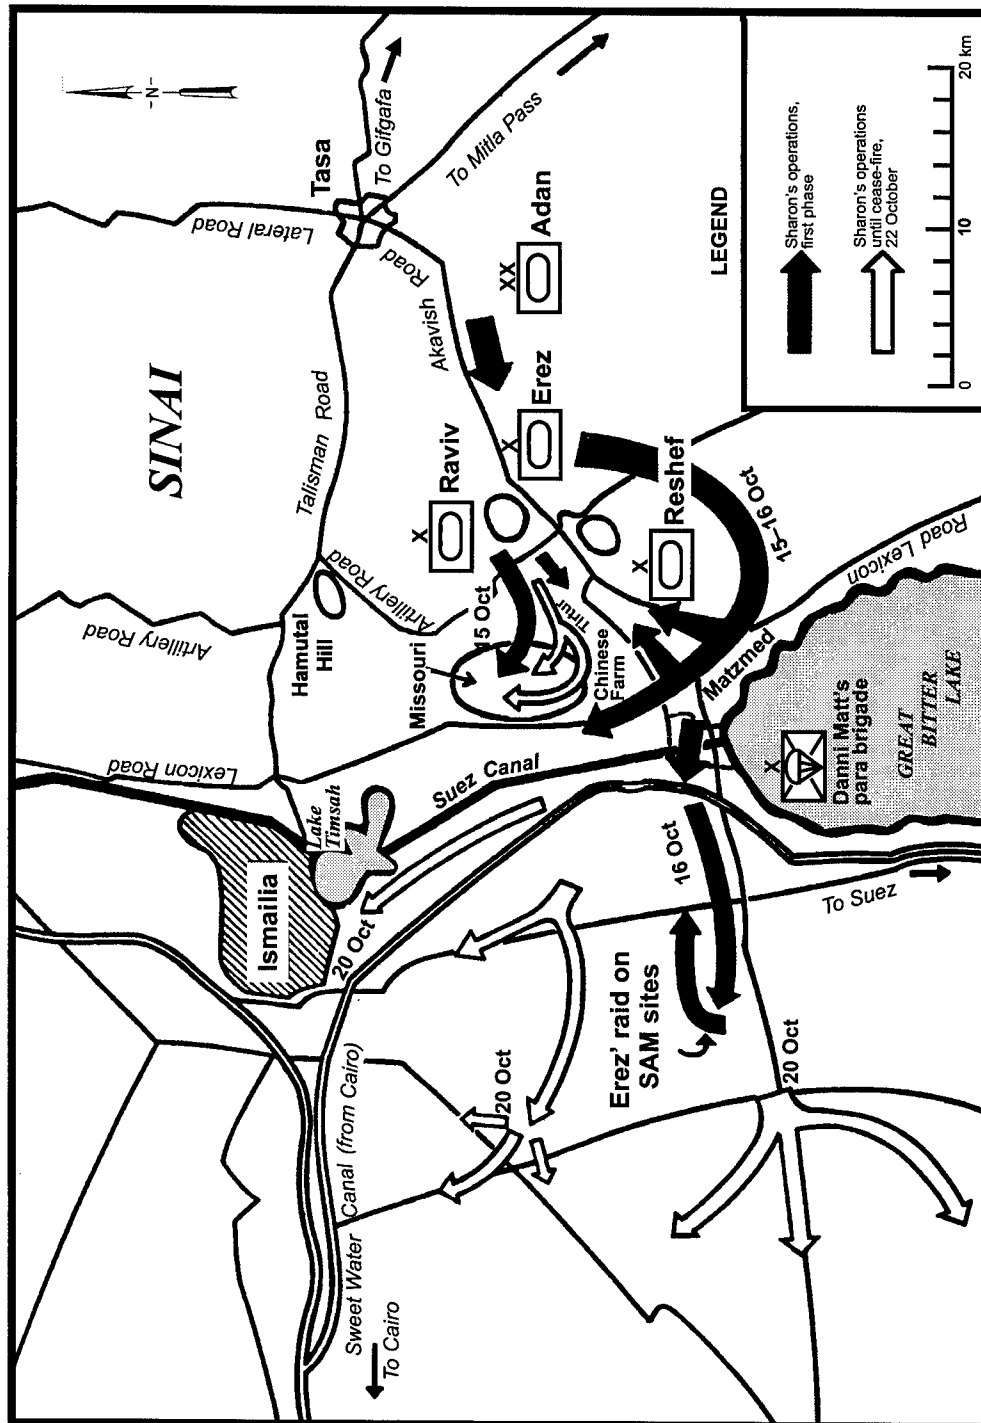 -N-
SINAI
Tasa
To Gifgafa
To Mitla Pass
Lateral Road
Road
Akavish
XX
Adan
Talisman Road
X
Erez
X
Raviv
X
Reshef
15–16 Oct
Road Lexicon
Artillery Road
Artillery Road
Hamutal
Hill
Missouri
15 Oct
Tirtur
Chinese
Farm
Matzmed
Lexicon Road
Suez Canal
Lake
Timsah
Ismailia
X
Danni Matt's
para brigade
GREAT
BITTER
LAKE
16 Oct
To Suez
20 Oct
Erez' raid on
SAM sites
20 Oct
20 Oct
Sweet Water Canal (from Cairo)
To Cairo
LEGEND
Sharon's operations,
first phase
Sharon's operations
until cease-fire,
22 October
0 10 20 km